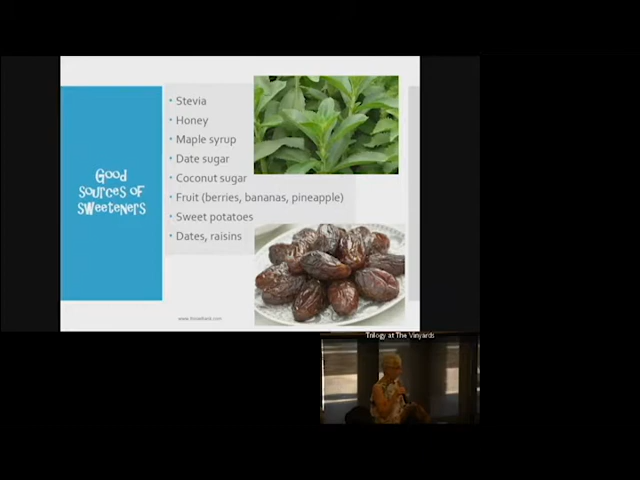 Good
Sources of
Sweeteners
Stevia
Honey
Maple syrup
Date sugar
Coconut sugar
Fruit (berries, bananas, pineapple)
Sweet potatoes
Dates, raisins
Trilogy at The Vinyards